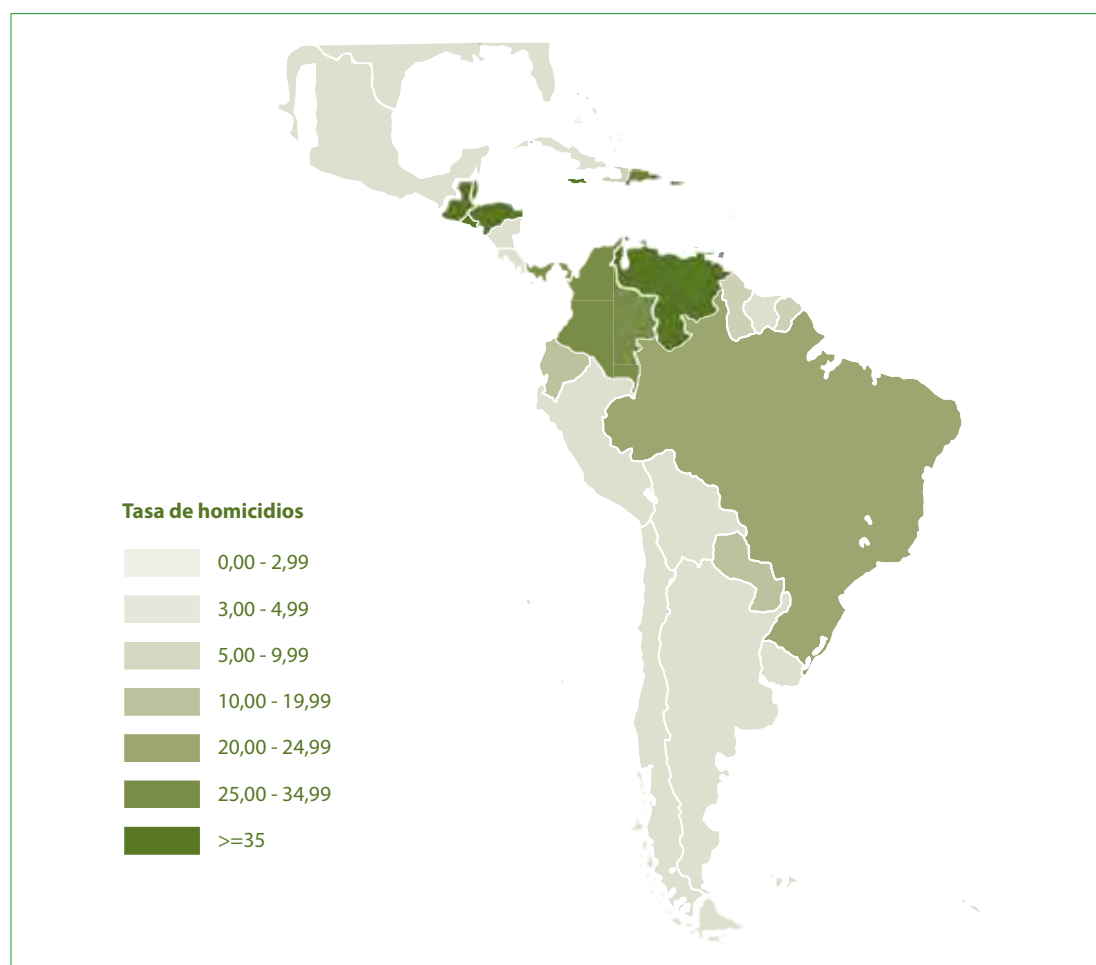 Tasa de homicidios
0,00 - 2,99
3,00 - 4,99
5,00 - 9,99
10,00 - 19,99
20,00 - 24,99
25,00 - 34,99
>=35